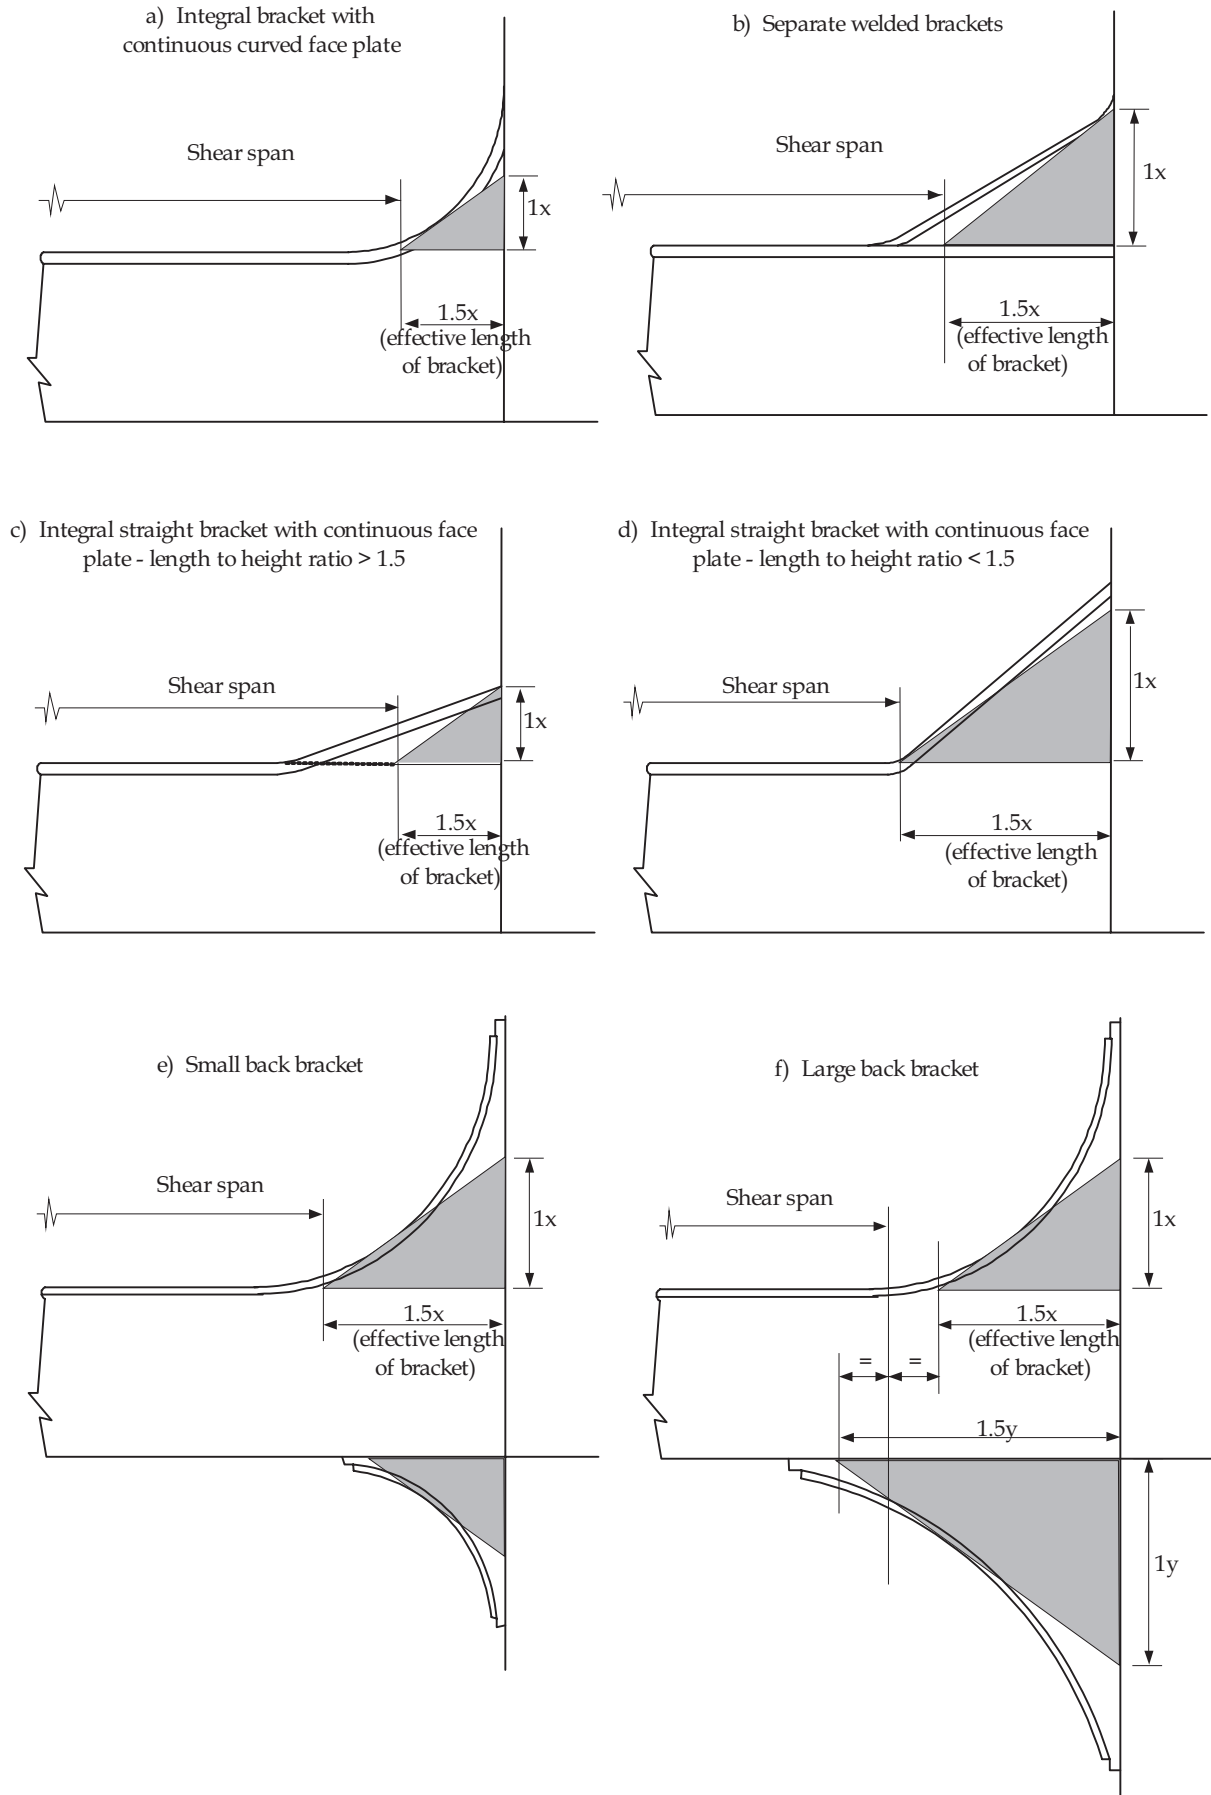 a) Integral bracket with
continuous curved face plate
Shear span
1x
1.5x
(effective length
of bracket)
b) Separate welded brackets
Shear span
1x
1.5x
(effective length
of bracket)
c) Integral straight bracket with continuous face
plate - length to height ratio > 1.5
Shear span
1x
1.5x
(effective length
of bracket)
d) Integral straight bracket with continuous face
plate - length to height ratio < 1.5
Shear span
1x
1.5x
(effective length
of bracket)
e) Small back bracket
Shear span
1x
1.5x
(effective length
of bracket)
f) Large back bracket
Shear span
1x
1.5x
(effective length
of bracket)
= =
1.5y
1y